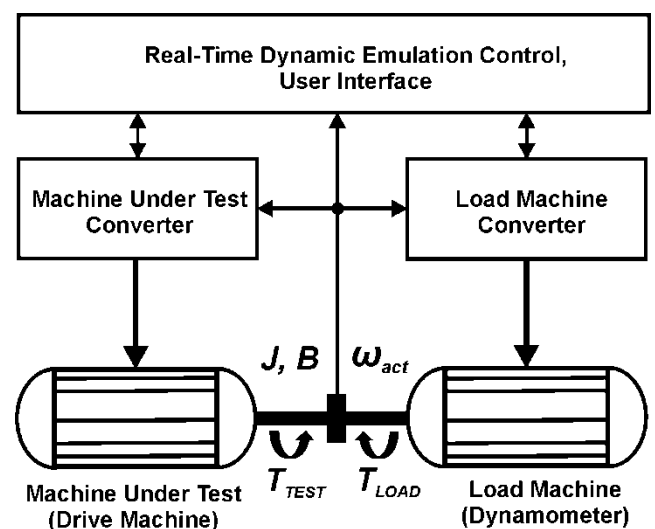 Real-Time Dynamic Emulation Control,
User Interface
Machine Under Test
Converter
Load Machine
Converter
J, B
ω_act
T_TEST
T_LOAD
Machine Under Test
(Drive Machine)
Load Machine
(Dynamometer)